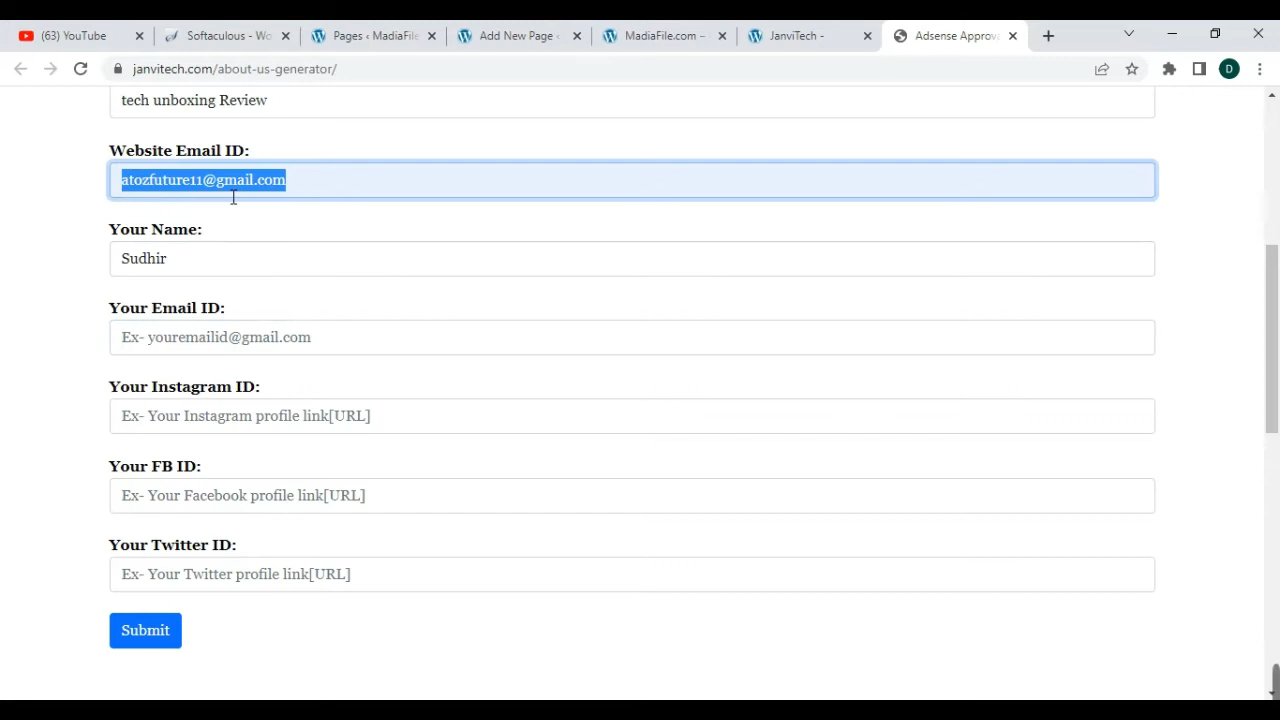 (63) YouTube
Softaculous - Wo
Pages ‹ MadiaFile
Add New Page ‹
MadiaFile.com –
JanviTech -
Adsense Approva
janvitech.com/about-us-generator/
D
tech unboxing Review
Website Email ID:
atozfuture11@gmail.com
Your Name:
Sudhir
Your Email ID:
Ex- youremailid@gmail.com
Your Instagram ID:
Ex- Your Instagram profile link[URL]
Your FB ID:
Ex- Your Facebook profile link[URL]
Your Twitter ID:
Ex- Your Twitter profile link[URL]
Submit